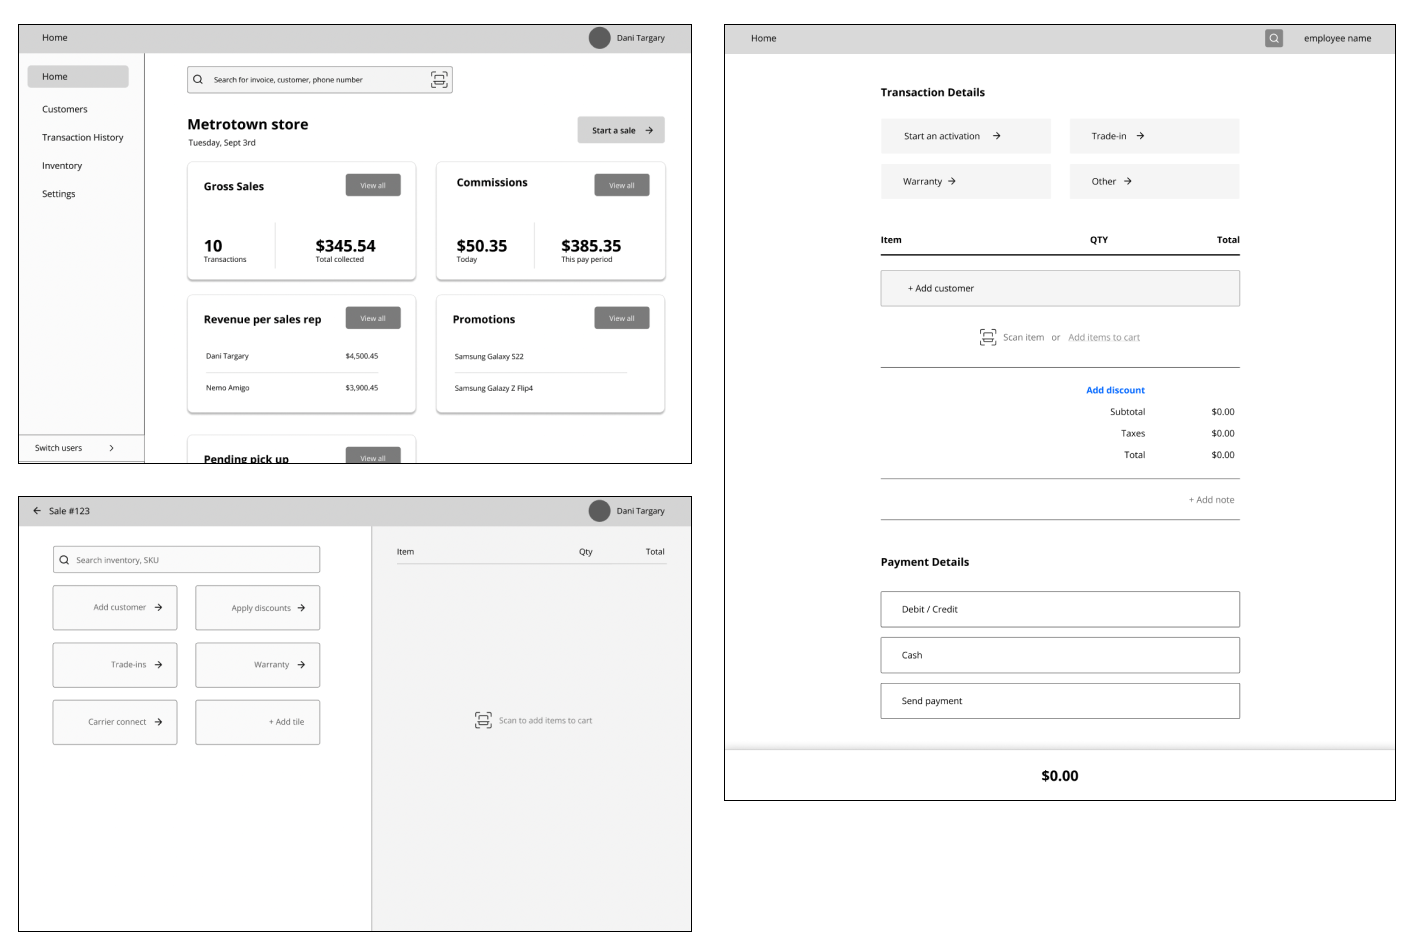 Home
Dani Targary
Home
Customers
Transaction History
Inventory
Settings
Switch users
Search for invoice, customer, phone number
Metrotown store
Tuesday, Sept 3rd
Start a sale
Gross Sales
View all
10
Transactions
$345.54
Total collected
Commissions
View all
$50.35
Today
$385.35
This pay period
Revenue per sales rep
View all
Dani Targary $4,500.45
Nemo Amigo $3,900.45
Promotions
View all
Samsung Galaxy S22
Samsung Galazy Z Flip4
Pending pick up
View all
Sale #123
Dani Targary
Search inventory, SKU
Add customer
Apply discounts
Trade-ins
Warranty
Carrier connect
+ Add tile
Item Qty Total
Scan to add items to cart
Home
employee name
Transaction Details
Start an activation
Trade-in
Warranty
Other
Item QTY Total
+ Add customer
Scan item or Add items to cart
Add discount
Subtotal $0.00
Taxes $0.00
Total $0.00
+ Add note
Payment Details
Debit / Credit
Cash
Send payment
$0.00